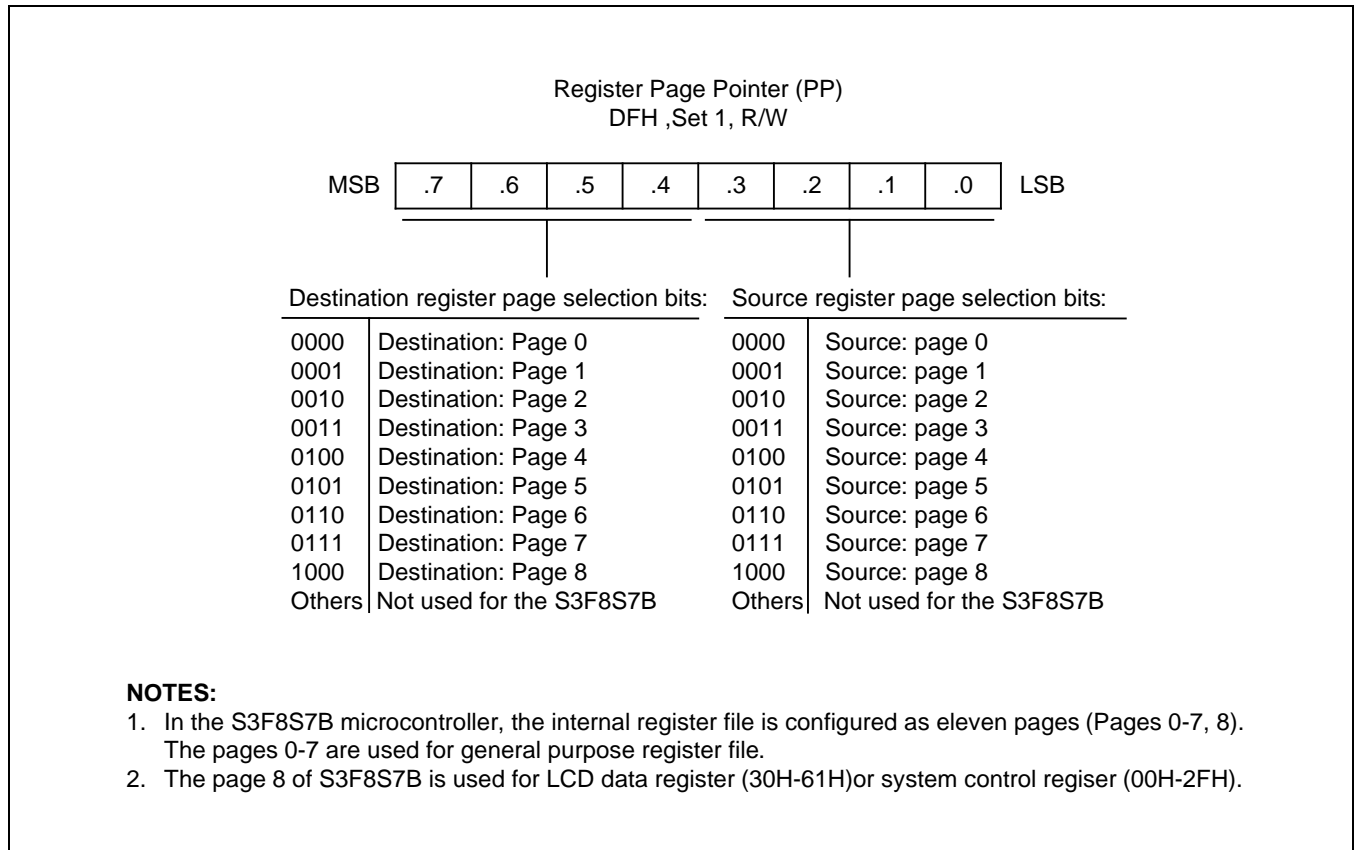 Register Page Pointer (PP)
DFH ,Set 1, R/W
MSB .7 .6 .5 .4 .3 .2 .1 .0 LSB
Destination register page selection bits: Source register page selection bits:
0000 Destination: Page 0 0000 Source: page 0
0001 Destination: Page 1 0001 Source: page 1
0010 Destination: Page 2 0010 Source: page 2
0011 Destination: Page 3 0011 Source: page 3
0100 Destination: Page 4 0100 Source: page 4
0101 Destination: Page 5 0101 Source: page 5
0110 Destination: Page 6 0110 Source: page 6
0111 Destination: Page 7 0111 Source: page 7
1000 Destination: Page 8 1000 Source: page 8
Others Not used for the S3F8S7B Others Not used for the S3F8S7B
NOTES:
1. In the S3F8S7B microcontroller, the internal register file is configured as eleven pages (Pages 0-7, 8).
The pages 0-7 are used for general purpose register file.
2. The page 8 of S3F8S7B is used for LCD data register (30H-61H)or system control regiser (00H-2FH).